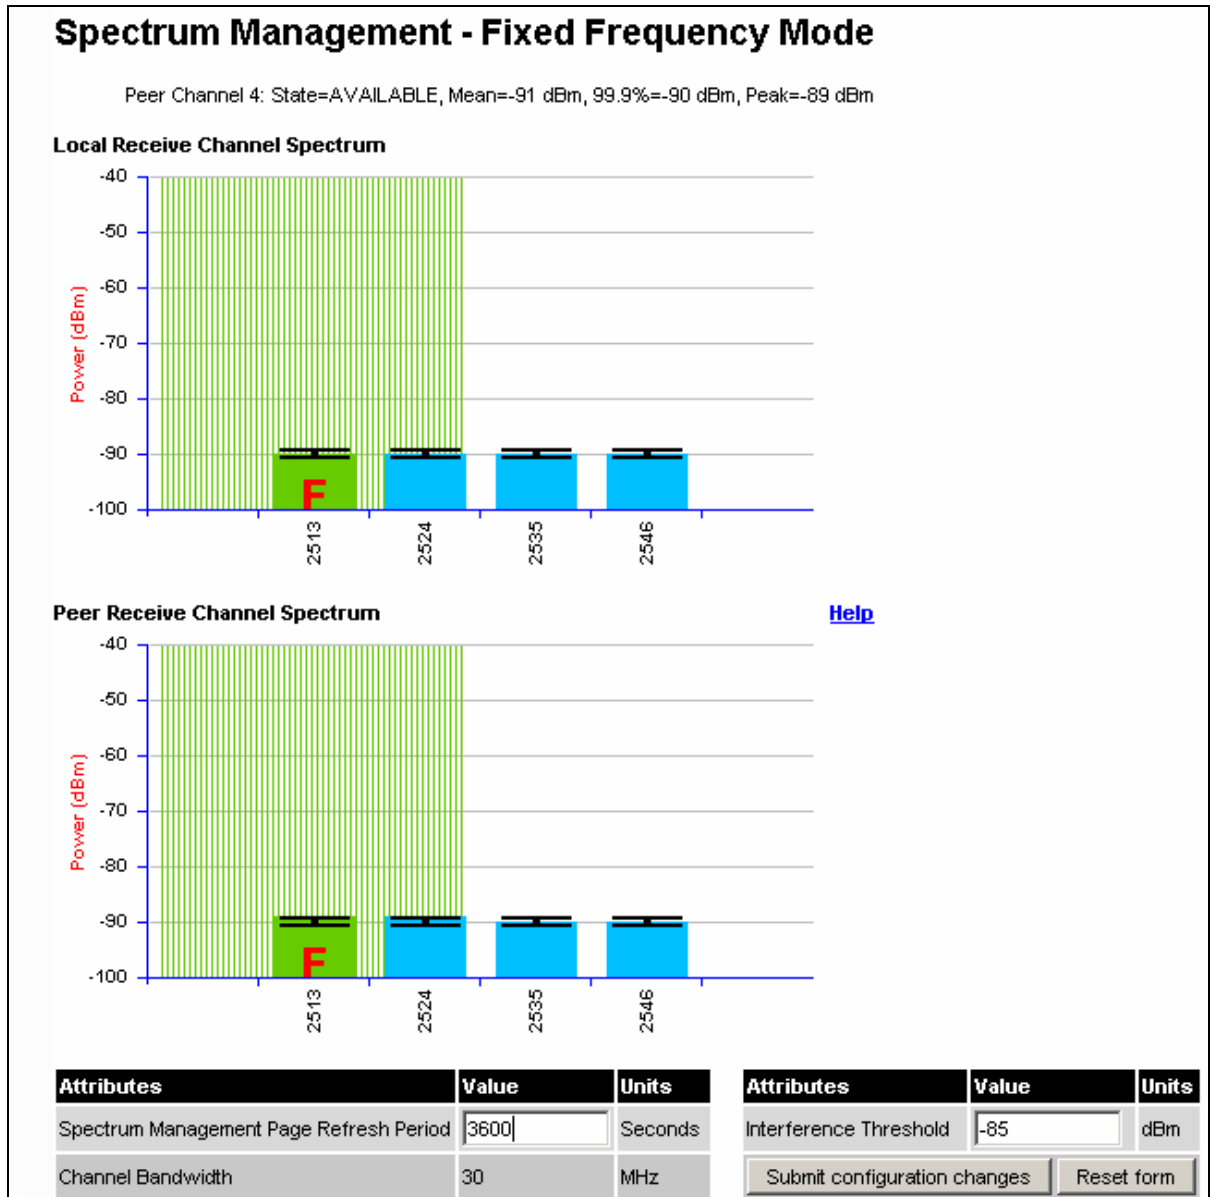 Spectrum Management - Fixed Frequency Mode
Peer Channel 4: State=AVAILABLE, Mean=-91 dBm, 99.9%=-90 dBm, Peak=-89 dBm
Local Receive Channel Spectrum
Power (dBm)
-40
-50
-60
-70
-80
-90
-100
F
2513
2524
2535
2546
Peer Receive Channel Spectrum
Help
Power (dBm)
-40
-50
-60
-70
-80
-90
-100
F
2513
2524
2535
2546
Attributes Value Units
Spectrum Management Page Refresh Period 3600 Seconds
Channel Bandwidth 30 MHz
Attributes Value Units
Interference Threshold -85 dBm
Submit configuration changes Reset form